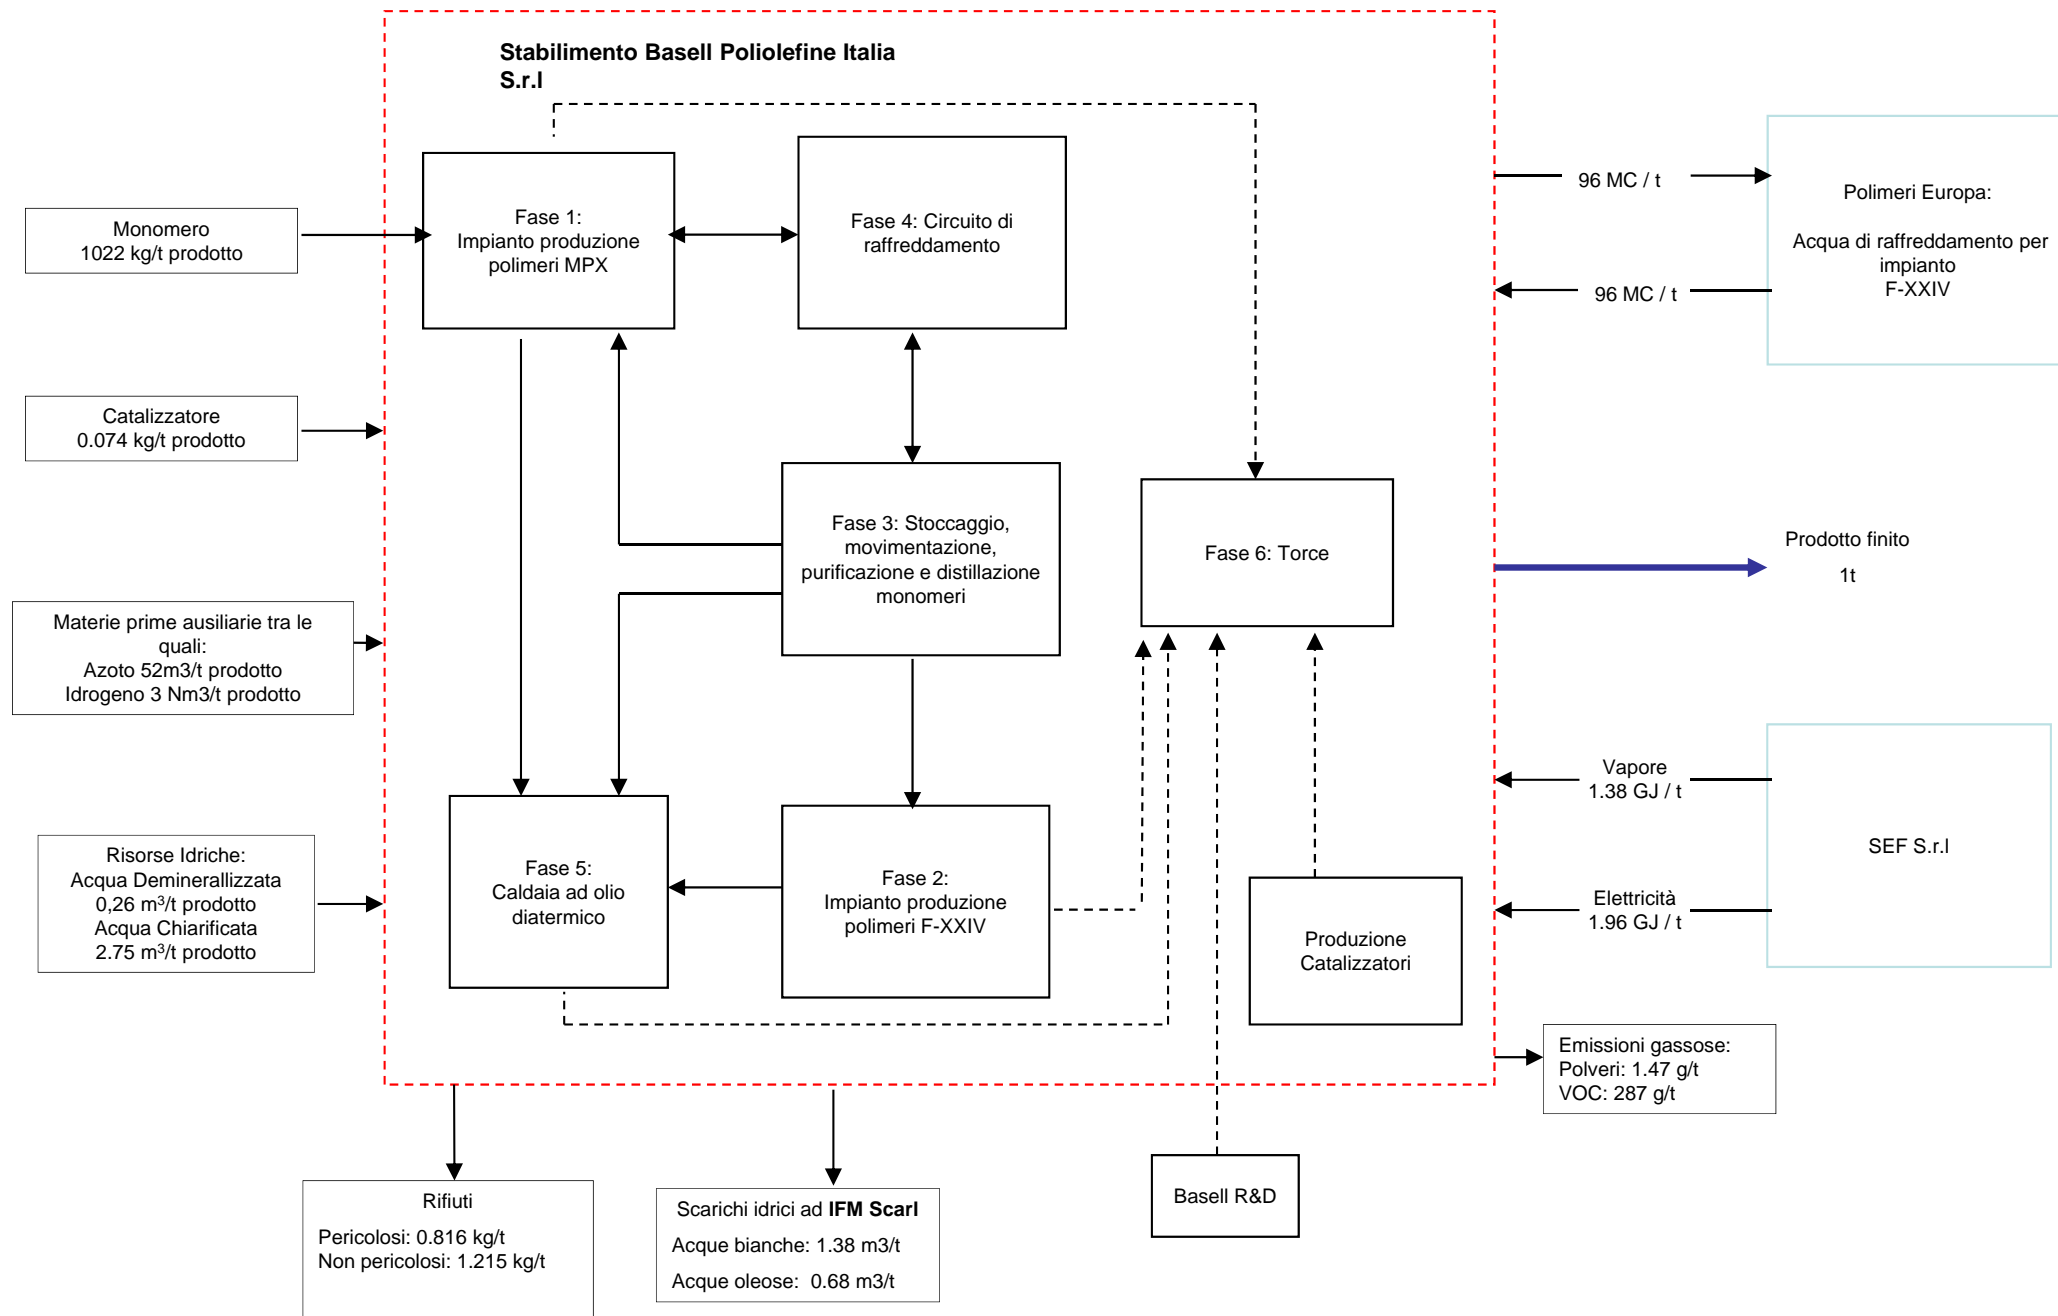 Stabilimento Basell Poliolefine Italia
S.r.l
Monomero
1022 kg/t prodotto
Fase 1:
Impianto produzione
polimeri MPX
Fase 4: Circuito di
raffreddamento
96 MC / t
96 MC / t
Polimeri Europa:
Acqua di raffreddamento per
impianto
F-XXIV
Catalizzatore
0.074 kg/t prodotto
Fase 3: Stoccaggio,
movimentazione,
purificazione e distillazione
monomeri
Fase 6: Torce
Prodotto finito
1t
Materie prime ausiliarie tra le
quali:
Azoto 52m3/t prodotto
Idrogeno 3 Nm3/t prodotto
Risorse Idriche:
Acqua Demineralizzata
0,26 m³/t prodotto
Acqua Chiarificata
2.75 m³/t prodotto
Fase 5:
Caldaia ad olio
diatermico
Fase 2:
Impianto produzione
polimeri F-XXIV
Produzione
Catalizzatori
Vapore
1.38 GJ / t
Elettricità
1.96 GJ / t
SEF S.r.l
Emissioni gassose:
Polveri: 1.47 g/t
VOC: 287 g/t
Rifiuti
Pericolosi: 0.816 kg/t
Non pericolosi: 1.215 kg/t
Scarichi idrici ad IFM Scarl
Acque bianche: 1.38 m3/t
Acque oleose: 0.68 m3/t
Basell R&D